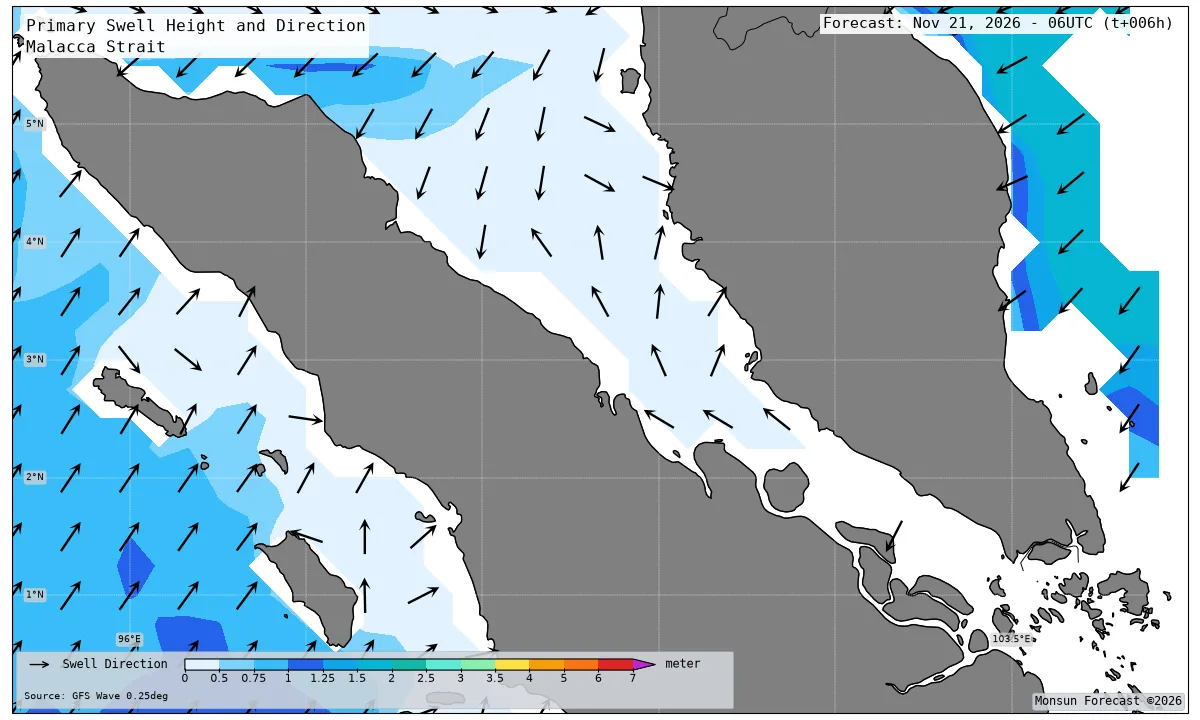 Primary Swell Height and Direction
Malacca Strait
Forecast: Nov 21, 2026 - 06UTC (t+006h)
5°N
4°N
3°N
2°N
1°N
96°E
103.5°E
Swell Direction
meter
0 0.5 0.75 1 1.25 1.5 2 2.5 3 3.5 4 5 6 7
Source: GFS Wave 0.25deg
Monsun Forecast ©2026